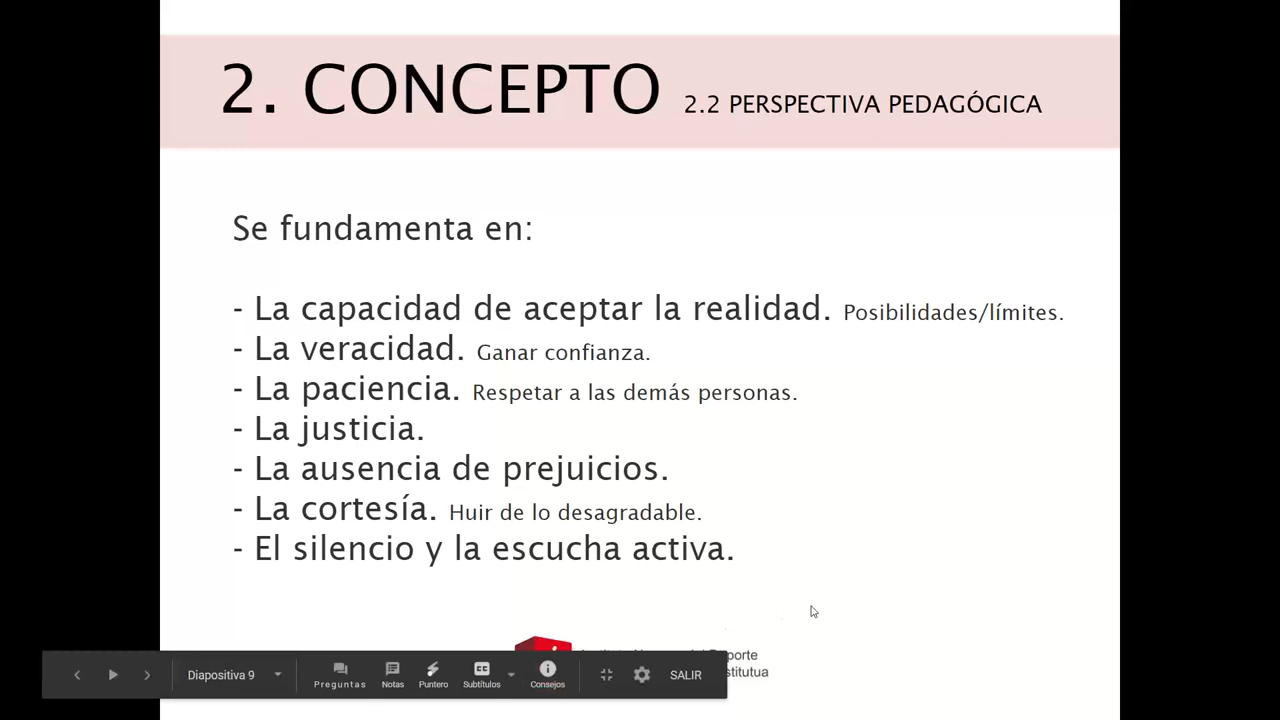 2. CONCEPTO 2.2 PERSPECTIVA PEDAGÓGICA
Se fundamenta en:
- La capacidad de aceptar la realidad. Posibilidades/límites.
- La veracidad. Ganar confianza.
- La paciencia. Respetar a las demás personas.
- La justicia.
- La ausencia de prejuicios.
- La cortesía. Huir de lo desagradable.
- El silencio y la escucha activa.
Diapositiva 9
Preguntas Notas Puntero Subtítulos Consejos
SALIR